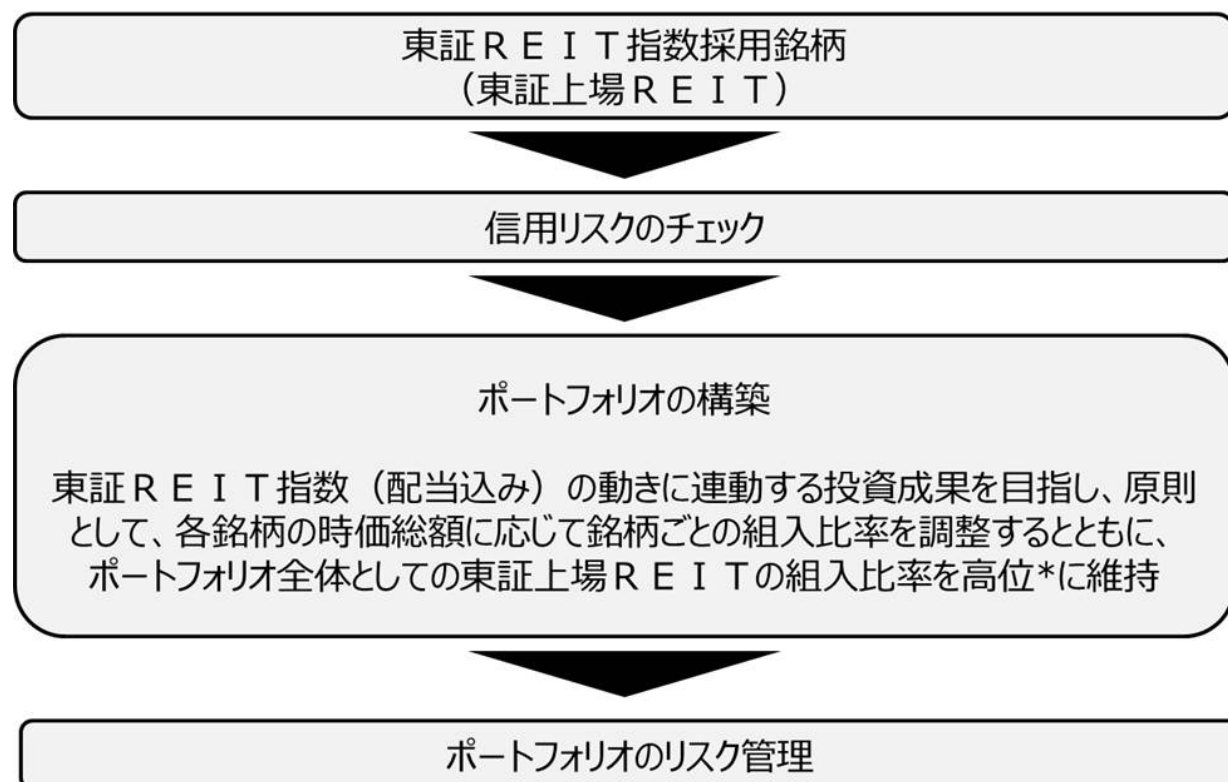 東証ＲＥＩＴ指数採用銘柄
（東証上場ＲＥＩＴ）
信用リスクのチェック
ポートフォリオの構築
東証ＲＥＩＴ指数（配当込み）の動きに連動する投資成果を目指し、原則
として、各銘柄の時価総額に応じて銘柄ごとの組入比率を調整するとともに、
ポートフォリオ全体としての東証上場ＲＥＩＴの組入比率を高位*に維持
ポートフォリオのリスク管理